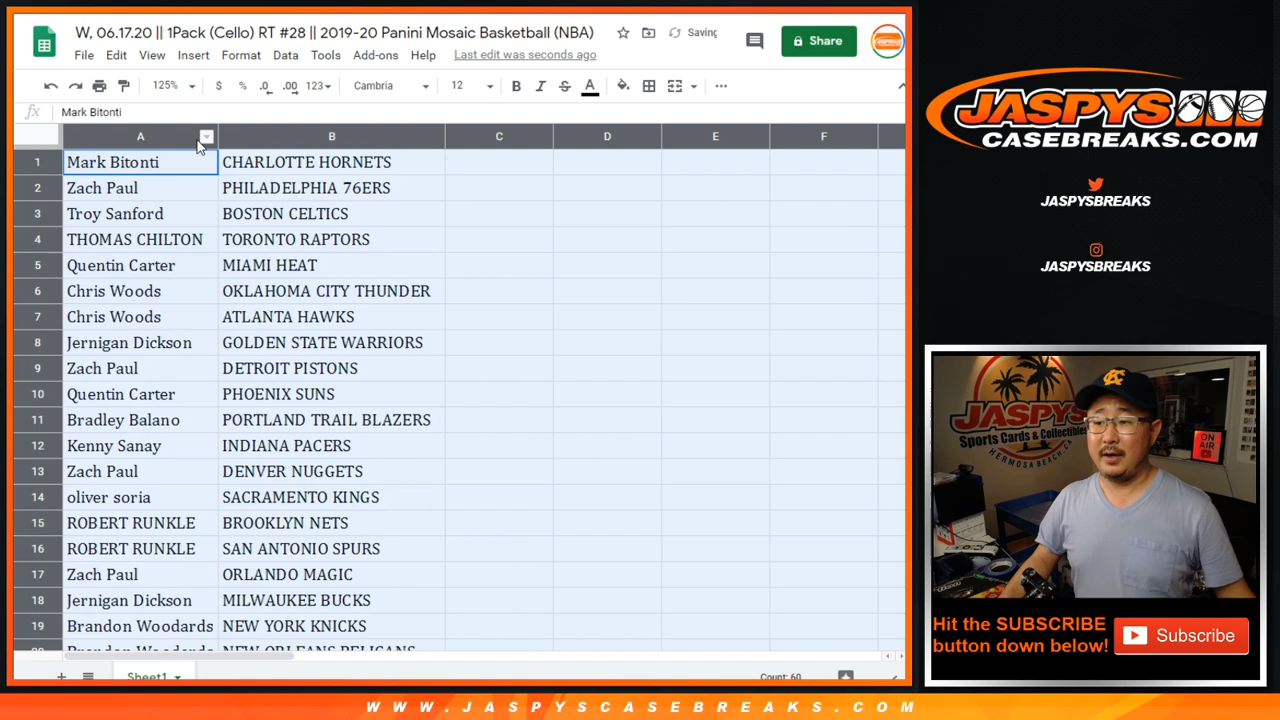 W, 06.17.20 || 1Pack (Cello) RT #28 || 2019-20 Panini Mosaic Basketball (NBA)
Saving
Share
File Edit View Insert Format Data Tools Add-ons Help Last edit was seconds ago
125% $ % .0 .00 123 Cambria 12 B I S A
fx Mark Bitonti
A B C D E F
1 Mark Bitonti CHARLOTTE HORNETS
2 Zach Paul PHILADELPHIA 76ERS
3 Troy Sanford BOSTON CELTICS
4 THOMAS CHILTON TORONTO RAPTORS
5 Quentin Carter MIAMI HEAT
6 Chris Woods OKLAHOMA CITY THUNDER
7 Chris Woods ATLANTA HAWKS
8 Jernigan Dickson GOLDEN STATE WARRIORS
9 Zach Paul DETROIT PISTONS
10 Quentin Carter PHOENIX SUNS
11 Bradley Balano PORTLAND TRAIL BLAZERS
12 Kenny Sanay INDIANA PACERS
13 Zach Paul DENVER NUGGETS
14 oliver soria SACRAMENTO KINGS
15 ROBERT RUNKLE BROOKLYN NETS
16 ROBERT RUNKLE SAN ANTONIO SPURS
17 Zach Paul ORLANDO MAGIC
18 Jernigan Dickson MILWAUKEE BUCKS
19 Brandon Woodards NEW YORK KNICKS
Brandon Woodards NEW ORLEANS PELICANS
Sheet1
Count: 60
JASPYS
CASEBREAKS.COM
JASPYSBREAKS
JASPYSBREAKS
JASPYS
Sports Cards & Collectibles
HERMOSA BEACH CA
ON AIR
Hit the SUBSCRIBE
button down below!
Subscribe
WWW.JASPYSCASEBREAKS.COM